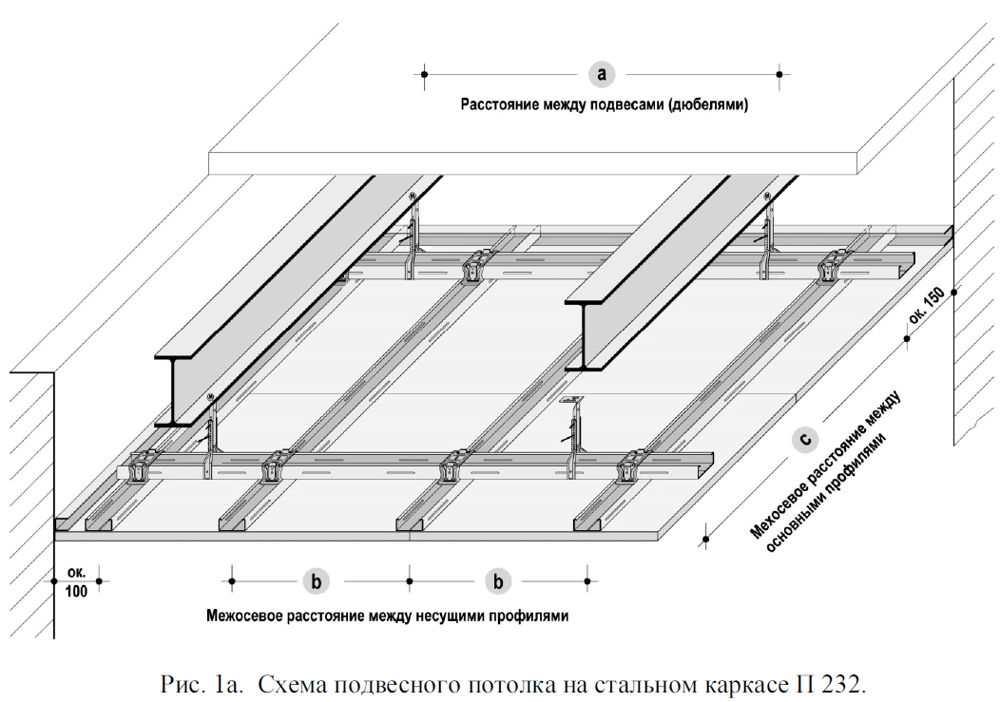 a
Расстояние между подвесами (дюбелями)
ок. 150
c
Мехосевое расстояние между
основными профилями
ок.
100
b
b
Межосевое расстояние между несущими профилями
Рис. 1а. Схема подвесного потолка на стальном каркасе П 232.